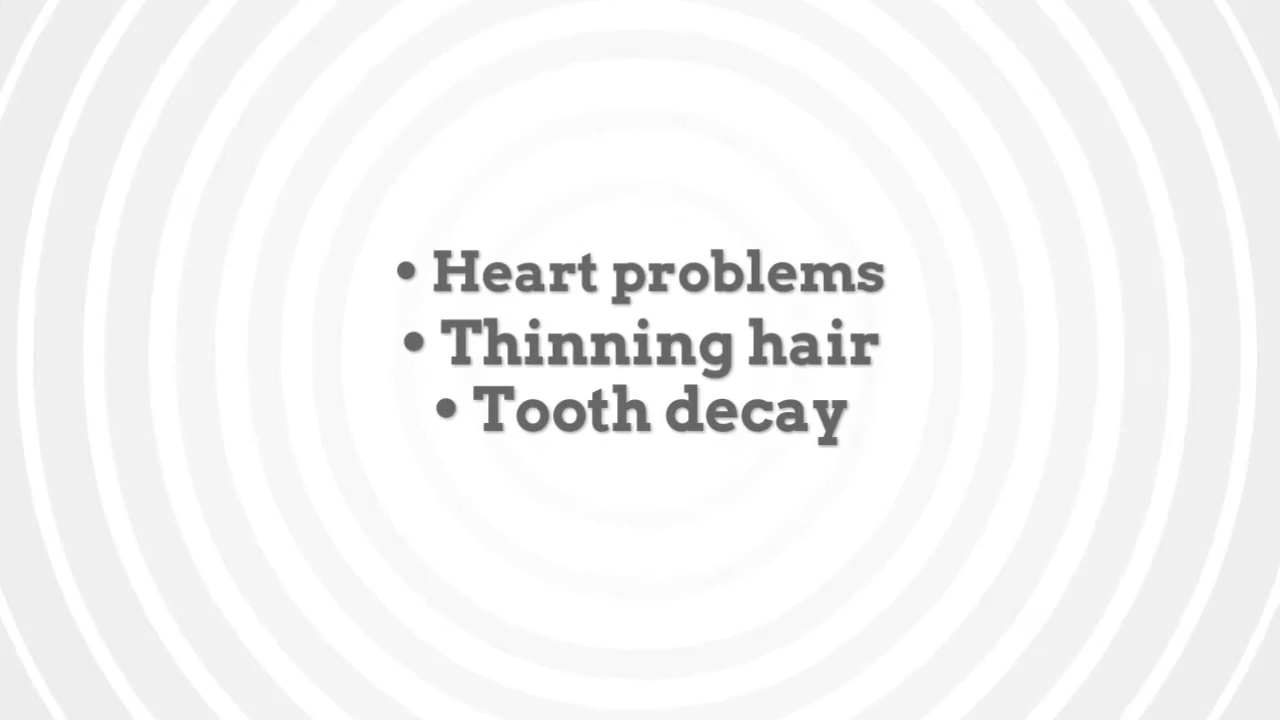 • Heart problems
• Thinning hair
• Tooth decay